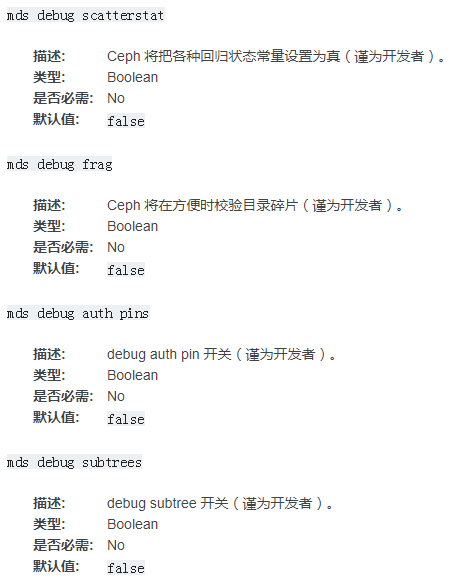 mds debug scatterstat
描述: Ceph 将把各种回归状态常量设置为真（谨为开发者）。
类型: Boolean
是否必需: No
默认值: false
mds debug frag
描述: Ceph 将在方便时校验目录碎片（谨为开发者）。
类型: Boolean
是否必需: No
默认值: false
mds debug auth pins
描述: debug auth pin 开关（谨为开发者）。
类型: Boolean
是否必需: No
默认值: false
mds debug subtrees
描述: debug subtree 开关（谨为开发者）。
类型: Boolean
是否必需: No
默认值: false